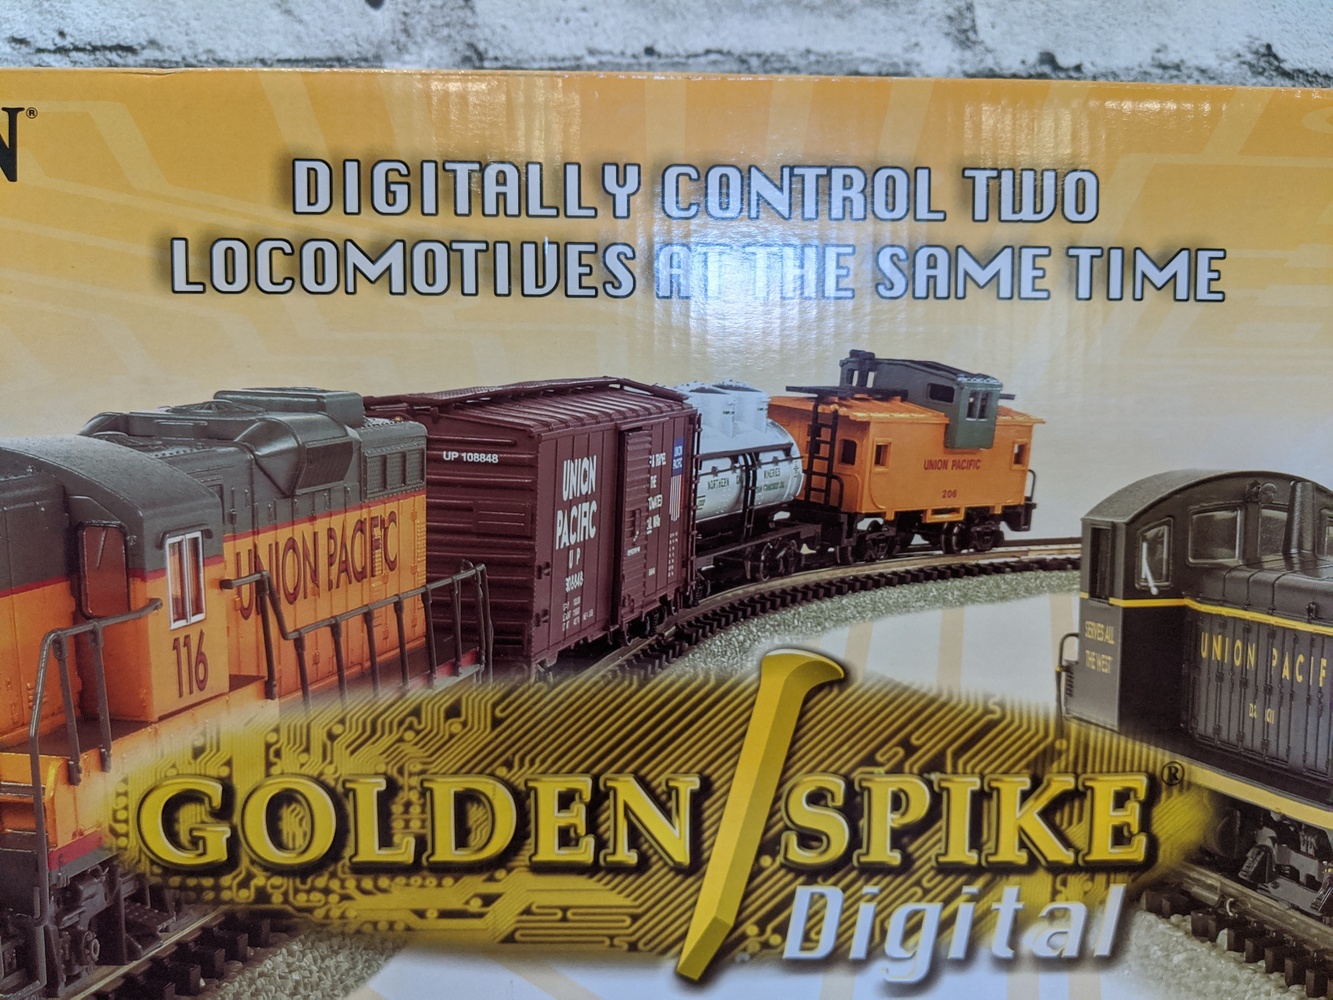 N®
DIGITALLY CONTROL TWO
LOCOMOTIVES AT THE SAME TIME
UP 108848
UNION
PACIFIC
UP
UNION PACIFIC
206
UNION PACIFIC
116
SERVES ALL
THE WEST
UNION PACIF
GOLDEN SPIKE®
Digital